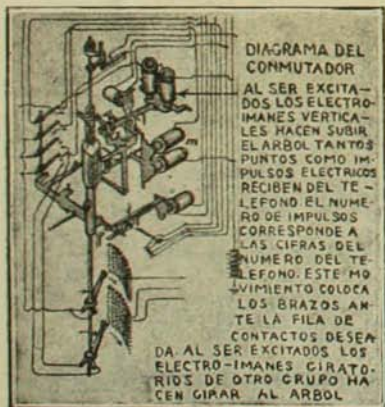 DIAGRAMA DEL
CONMUTADOR
AL SER EXCITA-
DOS LOS ELECTRO-
IMANES VERTICA-
LES HACEN SUBIR
EL ARBOL TANTOS
PUNTOS COMO IM-
PULSOS ELECTRICOS
RECIBEN DEL TE-
LEFONO. EL NUME-
RO DE IMPULSOS
CORRESPONDE A
LAS CIFRAS DEL
NUMERO DEL TE-
LEFONO. ESTE MO-
VIMIENTO COLOCA
LOS BRAZOS AN-
TE LA FILA DE
CONTACTOS DESEA-
DA. AL SER EXCITADOS LOS
ELECTRO-IMANES GIRATO-
RIOS DE OTRO GRUPO HA-
CEN GIRAR AL ARBOL
m